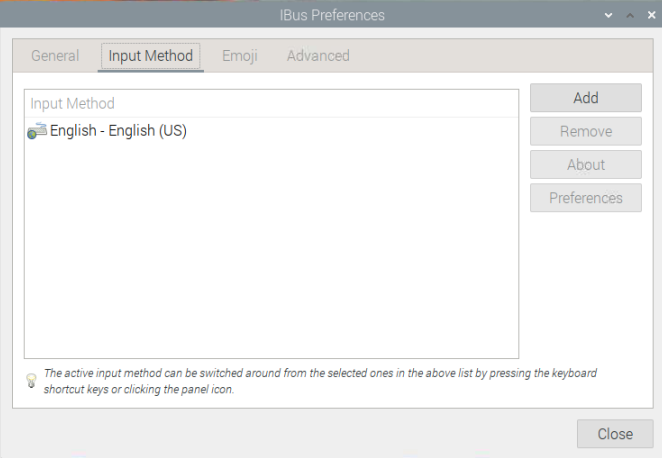 IBus Preferences
General Input Method Emoji Advanced
Input Method
English - English (US)
Add
Remove
About
Preferences
The active input method can be switched around from the selected ones in the above list by pressing the keyboard
shortcut keys or clicking the panel icon.
Close